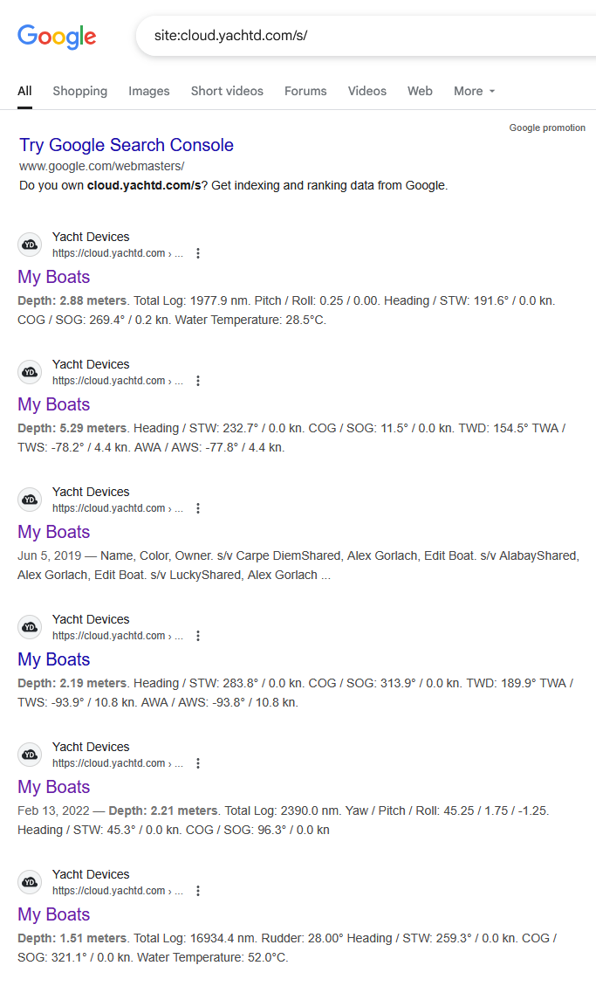 Google
site:cloud.yachtd.com/s/
All Shopping Images Short videos Forums Videos Web More
Google promotion
Try Google Search Console
www.google.com/webmasters/
Do you own cloud.yachtd.com/s? Get indexing and ranking data from Google.
YD
Yacht Devices
https://cloud.yachtd.com › ...
My Boats
Depth: 2.88 meters. Total Log: 1977.9 nm. Pitch / Roll: 0.25 / 0.00. Heading / STW: 191.6° / 0.0 kn.
COG / SOG: 269.4° / 0.2 kn. Water Temperature: 28.5°C.
YD
Yacht Devices
https://cloud.yachtd.com › ...
My Boats
Depth: 5.29 meters. Heading / STW: 232.7° / 0.0 kn. COG / SOG: 11.5° / 0.0 kn. TWD: 154.5° TWA /
TWS: -78.2° / 4.4 kn. AWA / AWS: -77.8° / 4.4 kn.
YD
Yacht Devices
https://cloud.yachtd.com › ...
My Boats
Jun 5, 2019 — Name, Color, Owner. s/v Carpe DiemShared, Alex Gorlach, Edit Boat. s/v AlabayShared,
Alex Gorlach, Edit Boat. s/v LuckyShared, Alex Gorlach ...
YD
Yacht Devices
https://cloud.yachtd.com › ...
My Boats
Depth: 2.19 meters. Heading / STW: 283.8° / 0.0 kn. COG / SOG: 313.9° / 0.0 kn. TWD: 189.9° TWA /
TWS: -93.9° / 10.8 kn. AWA / AWS: -93.8° / 10.8 kn.
YD
Yacht Devices
https://cloud.yachtd.com › ...
My Boats
Feb 13, 2022 — Depth: 2.21 meters. Total Log: 2390.0 nm. Yaw / Pitch / Roll: 45.25 / 1.75 / -1.25.
Heading / STW: 45.3° / 0.0 kn. COG / SOG: 96.3° / 0.0 kn
YD
Yacht Devices
https://cloud.yachtd.com › ...
My Boats
Depth: 1.51 meters. Total Log: 16934.4 nm. Rudder: 28.00° Heading / STW: 259.3° / 0.0 kn. COG /
SOG: 321.1° / 0.0 kn. Water Temperature: 52.0°C.